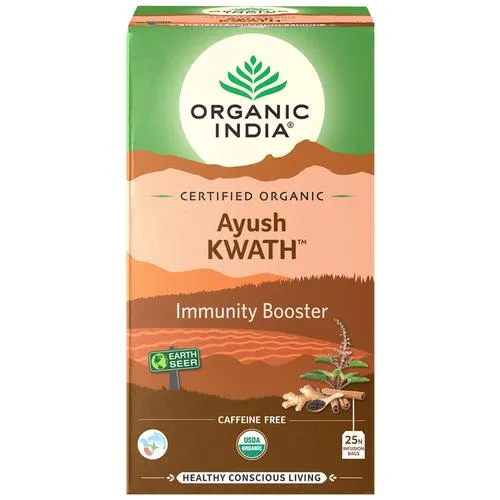 ORGANIC
INDIA®
CERTIFIED ORGANIC
Ayush
KWATH™
Immunity Booster
EARTH
SEER
CAFFEINE FREE
USDA
ORGANIC
25N
INFUSION
BAGS
HEALTHY CONSCIOUS LIVING